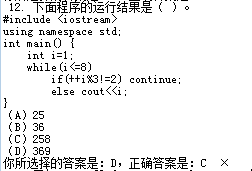 12. 下面程序的运行结果是 ( ) 。
#include <iostream>
using namespace std;
int main() {
int i=1;
while(i<=8)
if(++i%3!=2) continue;
else cout<<i;
}
(A) 25
(B) 36
(C) 258
(D) 369
你所选择的答案是: D, 正确答案是: C ×